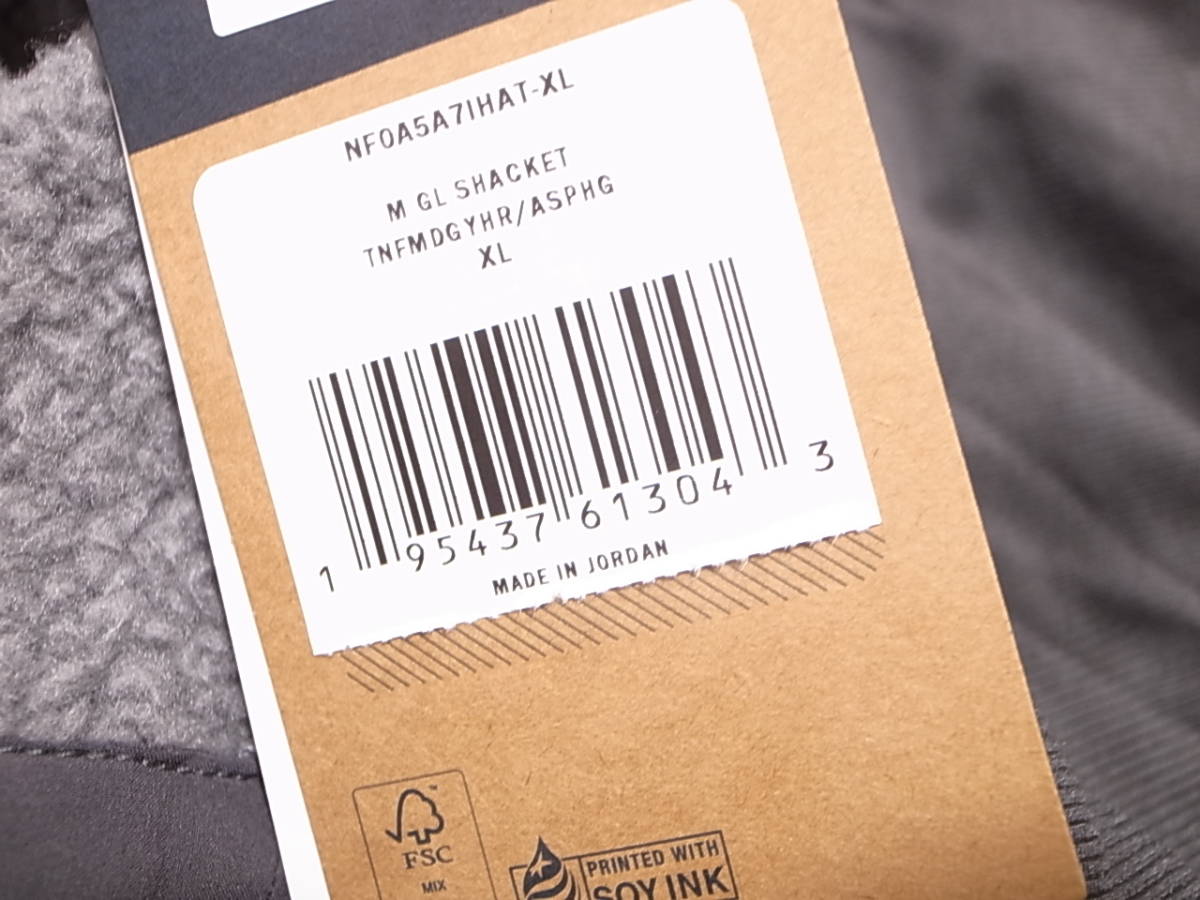 NF0A5A7IHAT-XL
M GL SHACKET
TNFMDGYHR/ASPHG
XL
1 95437 61304 3
MADE IN JORDAN
FSC
MIX
PRINTED WITH
SOY INK